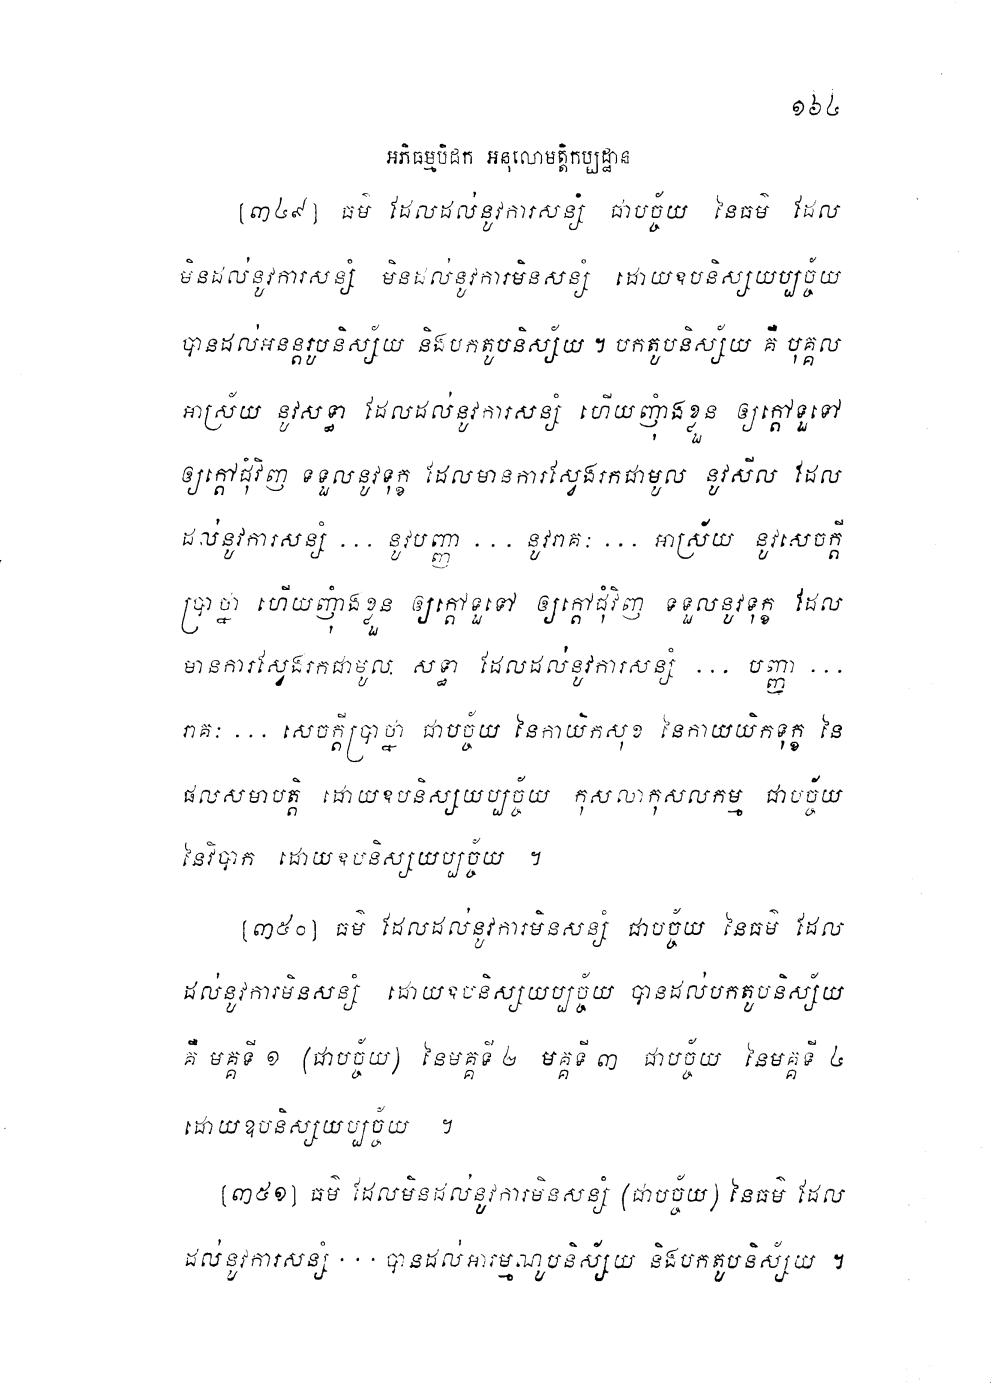 ១៦៤
អភិធម្មបិដក អនុលោមត្តិកប្បដ្ឋាន
[៣៤៩] ធម៌ ដែលដល់នូវការសន្សំ ជាបច្ច័យ នៃធម៌ ដែល
មិនដល់នូវការសន្សំ មិនដល់នូវការមិនសន្សំ ដោយឧបនិស្សយប្បច្ច័យ
បានដល់អនន្តរូបនិស្ស័យ និងបកតូបនិស្ស័យ ។ បកតូបនិស្ស័យ គឺ បុគ្គល
អាស្រ័យ នូវសទ្ធា ដែលដល់នូវការសន្សំ ហើយញុំាងខ្លួន ឲ្យក្តៅទួទៅ
ឲ្យក្តៅជុំវិញ ទទួលនូវទុក្ខ ដែលមានការស្វែងរកជាមូល នូវសីល ដែល
ដល់នូវការសន្សំ ... នូវបញ្ញា ... នូវរាគៈ ... អាស្រ័យ នូវសេចក្តី
ប្រាថ្នា ហើយញុំាងខ្លួន ឲ្យក្តៅទួទៅ ឲ្យក្តៅជុំវិញ ទទួលនូវទុក្ខ ដែល
មានការស្វែងរកជាមូល សទ្ធា ដែលដល់នូវការសន្សំ ... បញ្ញា ...
រាគៈ ... សេចក្តីប្រាថ្នា ជាបច្ច័យ នៃកាយិកសុខ នៃកាយយិកទុក្ខ នៃ
ផលសមាបត្តិ ដោយឧបនិស្សយប្បច្ច័យ កុសលាកុសលកម្ម ជាបច្ច័យ
នៃវិបាក ដោយឧបនិស្សយប្បច្ច័យ ។
[៣៥០] ធម៌ ដែលដល់នូវការមិនសន្សំ ជាបច្ច័យ នៃធម៌ ដែល
ដល់នូវការមិនសន្សំ ដោយឧបនិស្សយប្បច្ច័យ បានដល់បកតូបនិស្ស័យ
គឺ មគ្គទី ១ (ជាបច្ច័យ) នៃមគ្គទី ២ មគ្គទី ៣ ជាបច្ច័យ នៃមគ្គទី ៤
ដោយឧបនិស្សយប្បច្ច័យ ។
[៣៥១] ធម៌ ដែលមិនដល់នូវការមិនសន្សំ (ជាបច្ច័យ) នៃធម៌ ដែល
ដល់នូវការសន្សំ ... បានដល់អារម្មណូបនិស្ស័យ និងបកតូបនិស្ស័យ ។